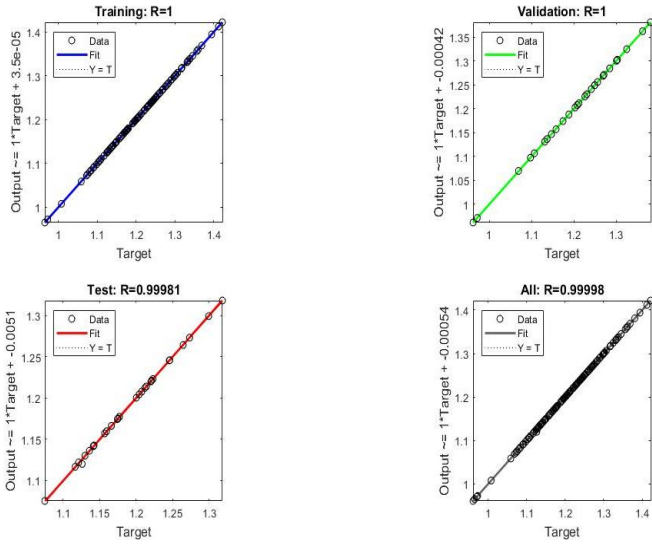 Training: R=1
Output ~= 1*Target + 3.5e-05
1.4
1.3
1.2
1.1
1
Data
Fit
Y = T
1
1.1
1.2
1.3
1.4
Target
Validation: R=1
Output ~= 1*Target + -0.00042
1.35
1.3
1.25
1.2
1.15
1.1
1.05
1
Data
Fit
Y = T
1
1.1
1.2
1.3
Target
Test: R=0.99981
Output ~= 1*Target + -0.0051
1.3
1.25
1.2
1.15
1.1
Data
Fit
Y = T
1.1
1.15
1.2
1.25
1.3
Target
All: R=0.99998
Output ~= 1*Target + -0.00054
1.4
1.3
1.2
1.1
1
Data
Fit
Y = T
1
1.1
1.2
1.3
1.4
Target